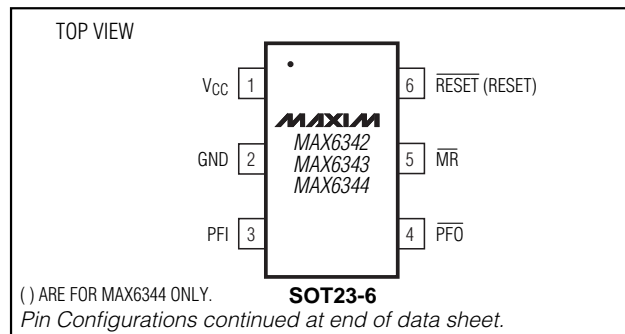 TOP VIEW
VCC 1
GND 2
PFI 3
MAXIM
MAX6342
MAX6343
MAX6344
6 RESET (RESET)
5 MR
4 PFO
( ) ARE FOR MAX6344 ONLY.
SOT23-6
Pin Configurations continued at end of data sheet.